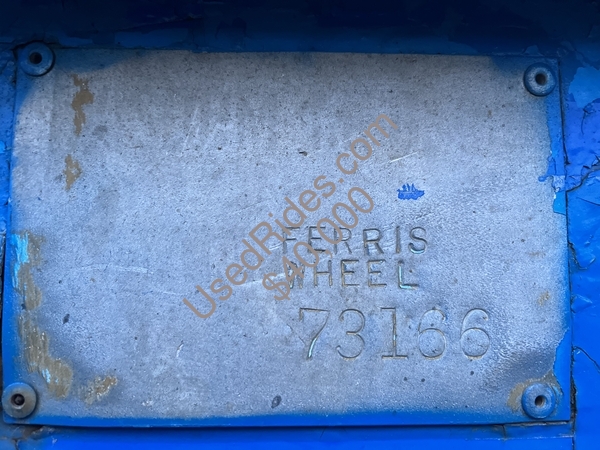 UsedRides.com
$40,000
FERRIS
WHEEL
73166